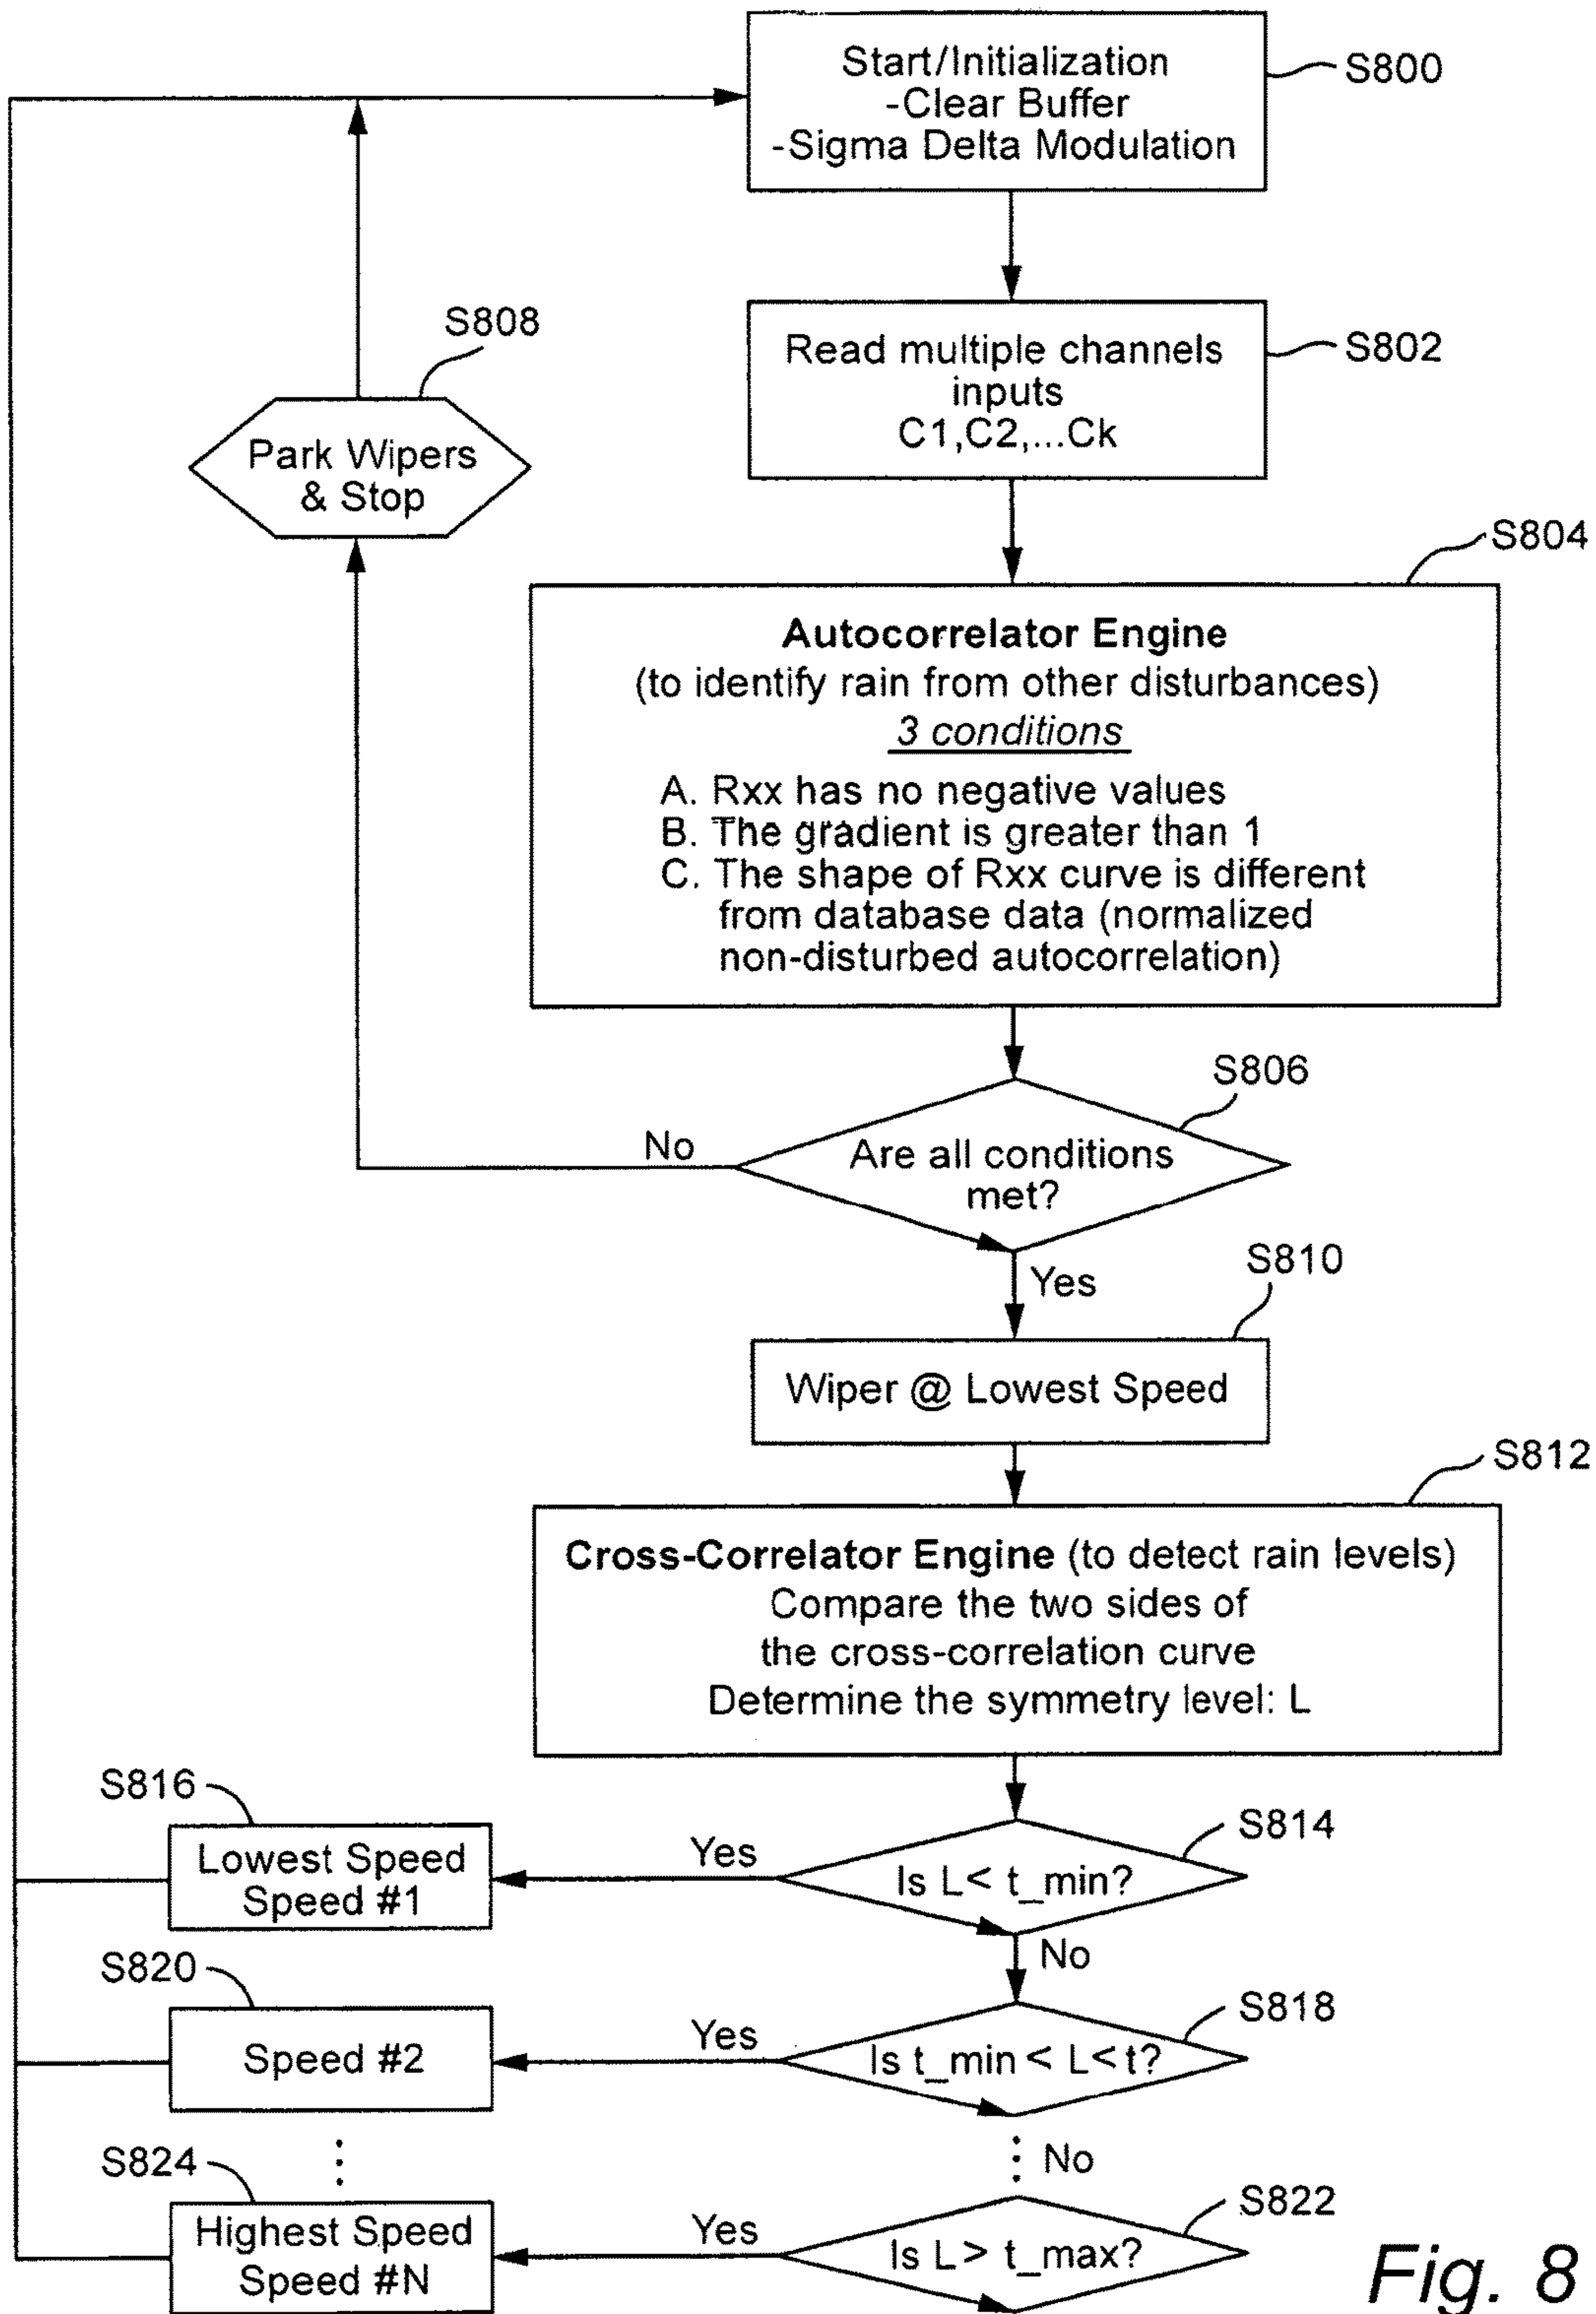 Start/Initialization
-Clear Buffer
-Sigma Delta Modulation
S800
Read multiple channels
inputs
C1,C2,...Ck
S802
S808
Park Wipers
& Stop
S804
Autocorrelator Engine
(to identify rain from other disturbances)
3 conditions
A. Rxx has no negative values
B. The gradient is greater than 1
C. The shape of Rxx curve is different
from database data (normalized
non-disturbed autocorrelation)
S806
No
Are all conditions
met?
Yes
S810
Wiper @ Lowest Speed
S812
Cross-Correlator Engine (to detect rain levels)
Compare the two sides of
the cross-correlation curve
Determine the symmetry level: L
S816
Lowest Speed
Speed #1
Yes
Is L< t_min?
S814
No
S820
Speed #2
Yes
Is t_min < L<t?
S818
No
S824
Highest Speed
Speed #N
Yes
Is L> t_max?
S822
Fig. 8